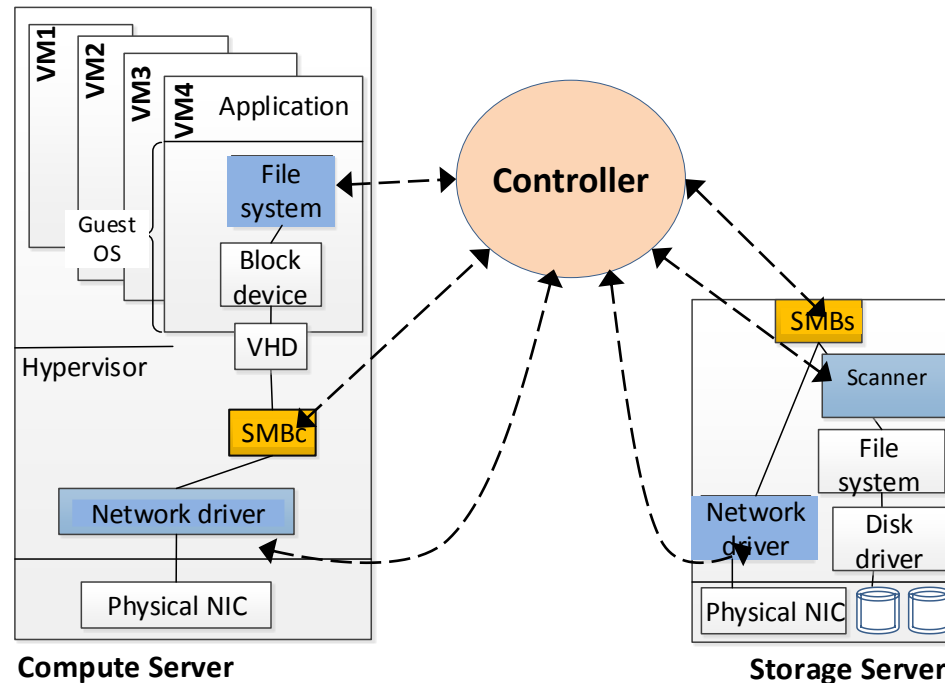 VM1
VM2
VM3
VM4
Application
File
system
Guest
OS
Block
device
VHD
Hypervisor
SMBc
Network driver
Physical NIC
Compute Server
Controller
SMBs
Scanner
File
system
Network
driver
Disk
driver
Physical NIC
Storage Server